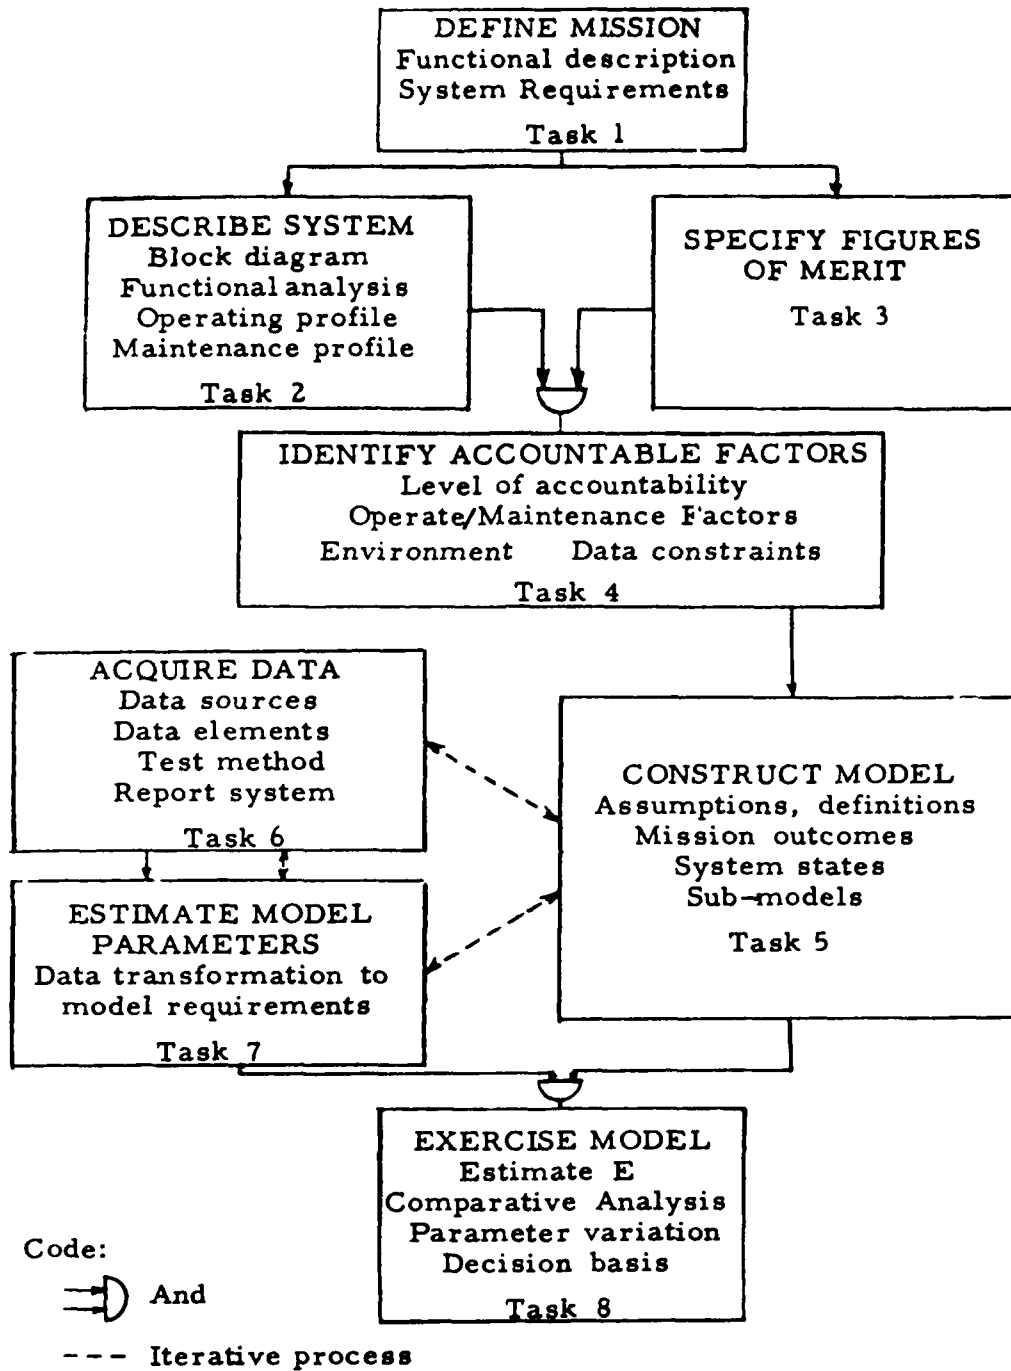 DEFINE MISSION
Functional description
System Requirements
Task 1
DESCRIBE SYSTEM
Block diagram
Functional analysis
Operating profile
Maintenance profile
Task 2
SPECIFY FIGURES
OF MERIT
Task 3
IDENTIFY ACCOUNTABLE FACTORS
Level of accountability
Operate/Maintenance Factors
Environment Data constraints
Task 4
ACQUIRE DATA
Data sources
Data elements
Test method
Report system
Task 6
CONSTRUCT MODEL
Assumptions, definitions
Mission outcomes
System states
Sub-models
Task 5
ESTIMATE MODEL
PARAMETERS
Data transformation to
model requirements
Task 7
EXERCISE MODEL
Estimate E
Comparative Analysis
Parameter variation
Decision basis
Task 8
Code:
And
--- Iterative process